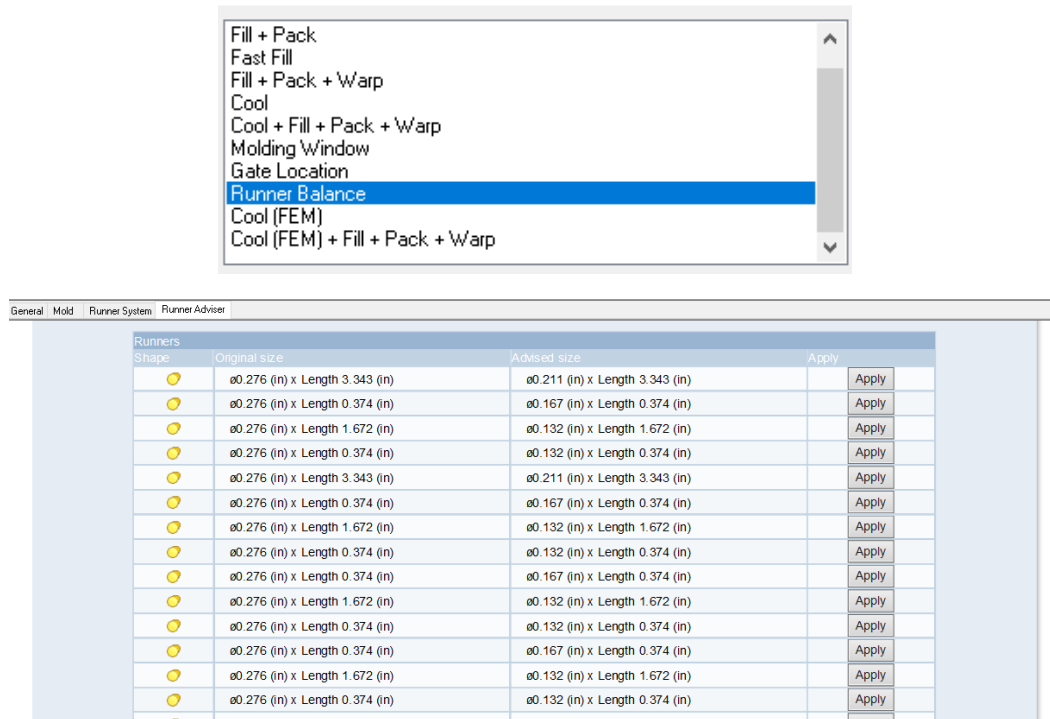 Fill + Pack
Fast Fill
Fill + Pack + Warp
Cool
Cool + Fill + Pack + Warp
Molding Window
Gate Location
Runner Balance
Cool (FEM)
Cool (FEM) + Fill + Pack + Warp
General Mold Runner System Runner Adviser
Runners
Shape Original size Advised size Apply
ø0.276 (in) x Length 3.343 (in) ø0.211 (in) x Length 3.343 (in) Apply
ø0.276 (in) x Length 0.374 (in) ø0.167 (in) x Length 0.374 (in) Apply
ø0.276 (in) x Length 1.672 (in) ø0.132 (in) x Length 1.672 (in) Apply
ø0.276 (in) x Length 0.374 (in) ø0.132 (in) x Length 0.374 (in) Apply
ø0.276 (in) x Length 3.343 (in) ø0.211 (in) x Length 3.343 (in) Apply
ø0.276 (in) x Length 0.374 (in) ø0.167 (in) x Length 0.374 (in) Apply
ø0.276 (in) x Length 1.672 (in) ø0.132 (in) x Length 1.672 (in) Apply
ø0.276 (in) x Length 0.374 (in) ø0.132 (in) x Length 0.374 (in) Apply
ø0.276 (in) x Length 0.374 (in) ø0.167 (in) x Length 0.374 (in) Apply
ø0.276 (in) x Length 1.672 (in) ø0.132 (in) x Length 1.672 (in) Apply
ø0.276 (in) x Length 0.374 (in) ø0.132 (in) x Length 0.374 (in) Apply
ø0.276 (in) x Length 0.374 (in) ø0.167 (in) x Length 0.374 (in) Apply
ø0.276 (in) x Length 1.672 (in) ø0.132 (in) x Length 1.672 (in) Apply
ø0.276 (in) x Length 0.374 (in) ø0.132 (in) x Length 0.374 (in) Apply